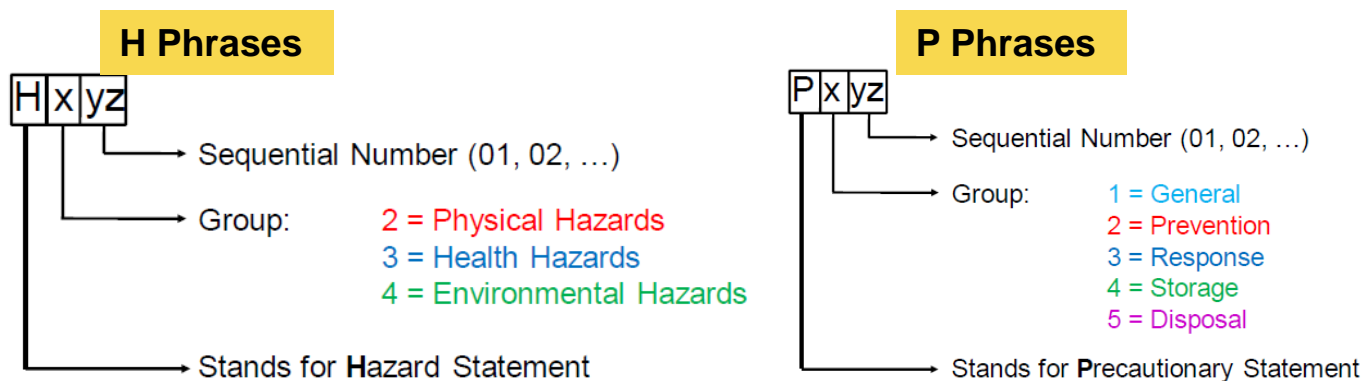 H Phrases
H x yz
Sequential Number (01, 02, …)
Group: 2 = Physical Hazards
3 = Health Hazards
4 = Environmental Hazards
Stands for Hazard Statement
P Phrases
P x yz
Sequential Number (01, 02, …)
Group: 1 = General
2 = Prevention
3 = Response
4 = Storage
5 = Disposal
Stands for Precautionary Statement